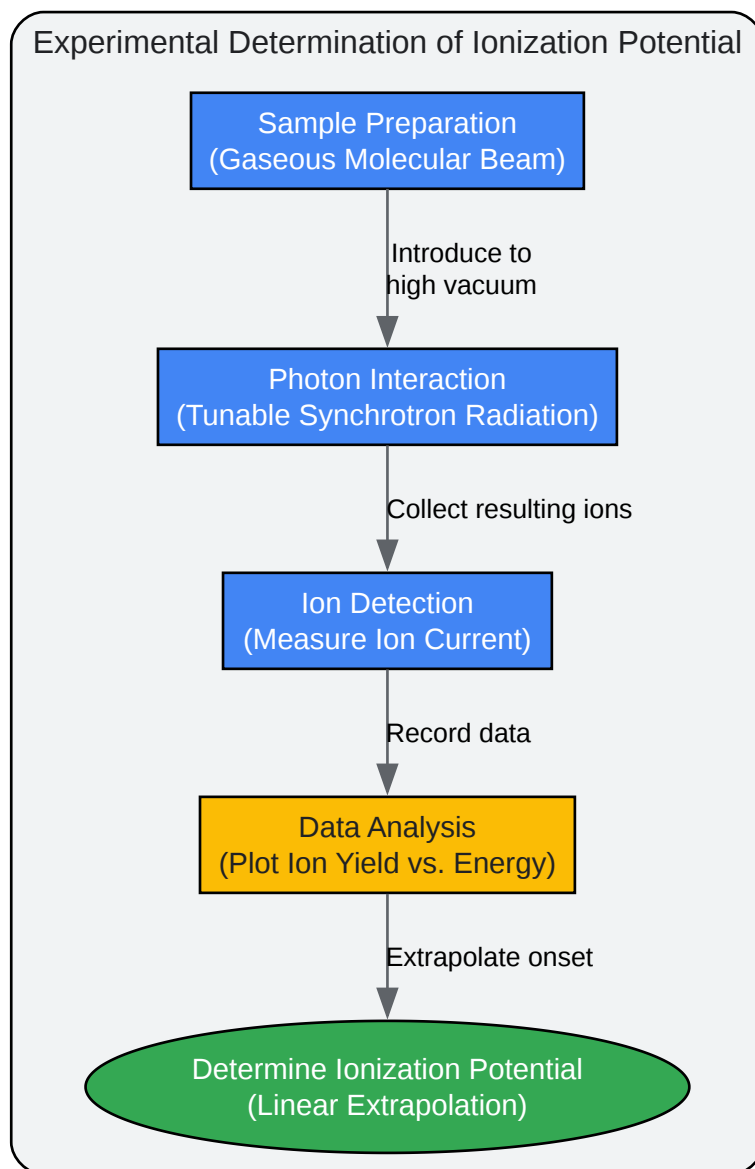 Experimental Determination of Ionization Potential
Sample Preparation
(Gaseous Molecular Beam)
Introduce to
high vacuum
Photon Interaction
(Tunable Synchrotron Radiation)
Collect resulting ions
Ion Detection
(Measure Ion Current)
Record data
Data Analysis
(Plot Ion Yield vs. Energy)
Extrapolate onset
Determine Ionization Potential
(Linear Extrapolation)